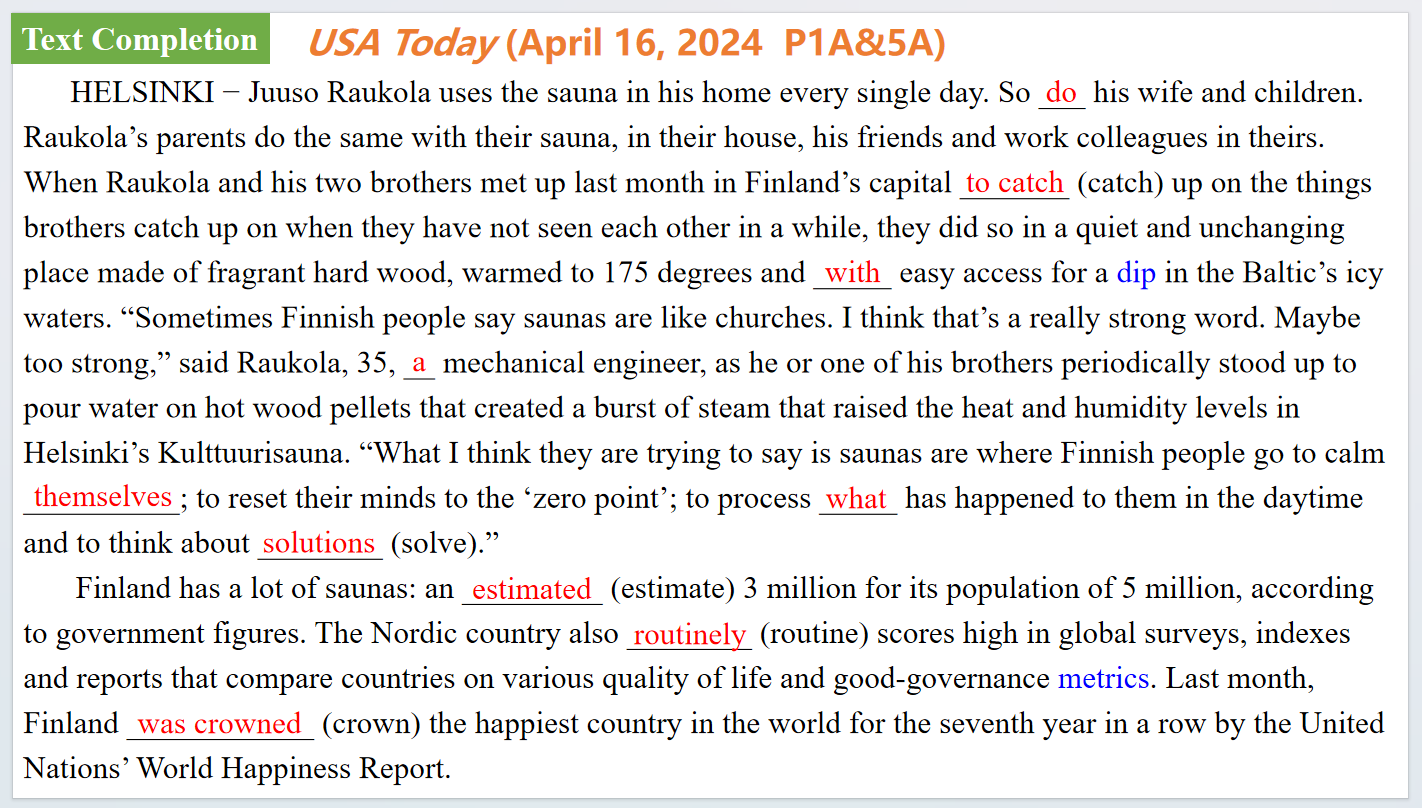 Text Completion USA Today (April 16, 2024 P1A&5A)
HELSINKI − Juuso Raukola uses the sauna in his home every single day. So do his wife and children.
Raukola’s parents do the same with their sauna, in their house, his friends and work colleagues in theirs.
When Raukola and his two brothers met up last month in Finland’s capital to catch (catch) up on the things
brothers catch up on when they have not seen each other in a while, they did so in a quiet and unchanging
place made of fragrant hard wood, warmed to 175 degrees and with easy access for a dip in the Baltic’s icy
waters. “Sometimes Finnish people say saunas are like churches. I think that’s a really strong word. Maybe
too strong,” said Raukola, 35, a mechanical engineer, as he or one of his brothers periodically stood up to
pour water on hot wood pellets that created a burst of steam that raised the heat and humidity levels in
Helsinki’s Kulttuurisauna. “What I think they are trying to say is saunas are where Finnish people go to calm
themselves; to reset their minds to the ‘zero point’; to process what has happened to them in the daytime
and to think about solutions (solve).”
Finland has a lot of saunas: an estimated (estimate) 3 million for its population of 5 million, according
to government figures. The Nordic country also routinely (routine) scores high in global surveys, indexes
and reports that compare countries on various quality of life and good-governance metrics. Last month,
Finland was crowned (crown) the happiest country in the world for the seventh year in a row by the United
Nations’ World Happiness Report.